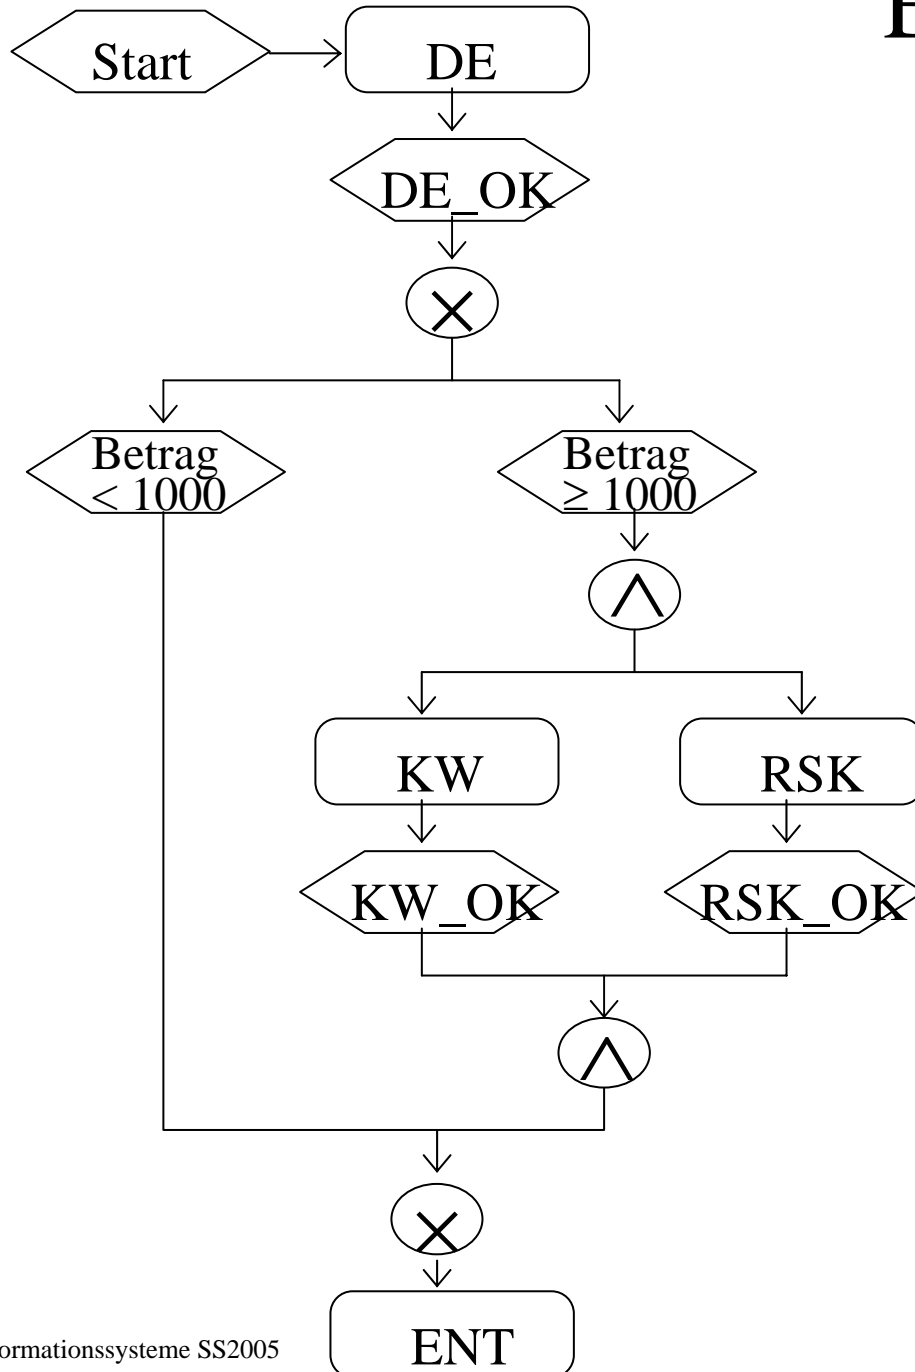 Start
DE
DE_OK
Betrag
< 1000
Betrag
≥ 1000
KW
RSK
KW_OK
RSK_OK
ENT
ormationssysteme SS2005